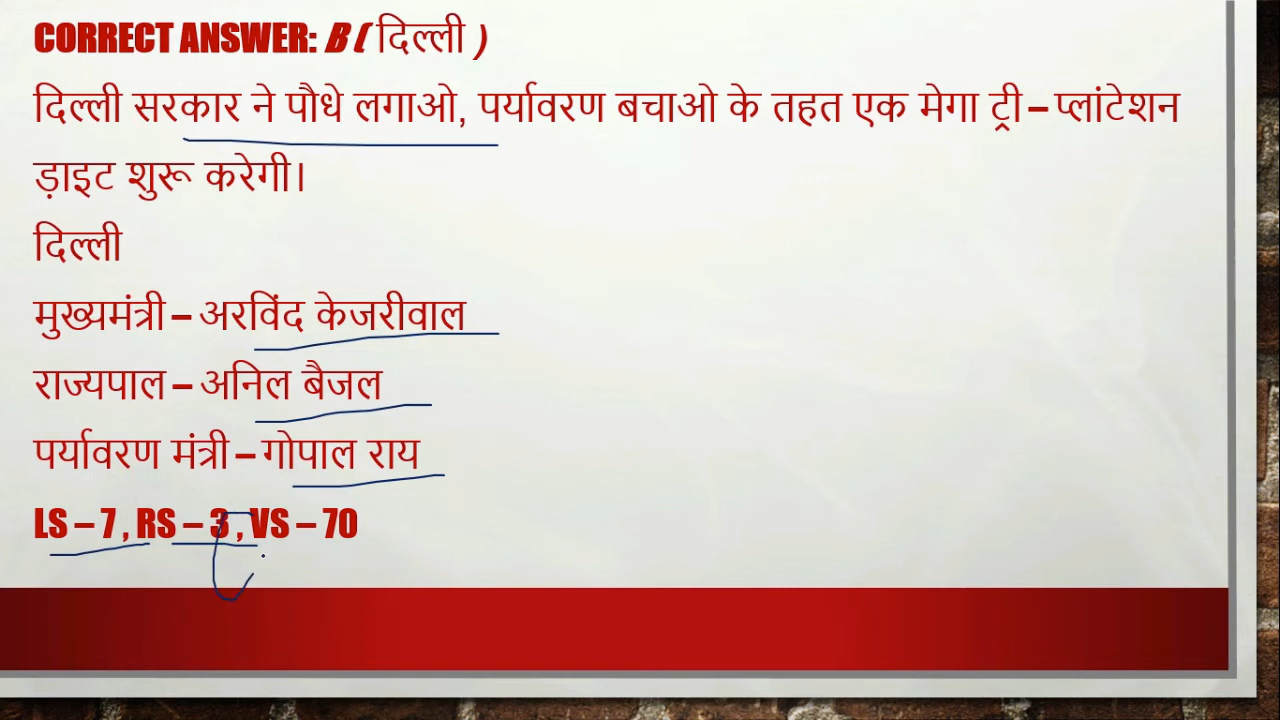 CORRECT ANSWER: B ( दिल्ली )
दिल्ली सरकार ने पौधे लगाओ, पर्यावरण बचाओ के तहत एक मेगा ट्री – प्लांटेशन
ड़ाइट शुरू करेगी।
दिल्ली
मुख्यमंत्री – अरविंद केजरीवाल
राज्यपाल – अनिल बैजल
पर्यावरण मंत्री – गोपाल राय
LS – 7 , RS – 3 , VS – 70